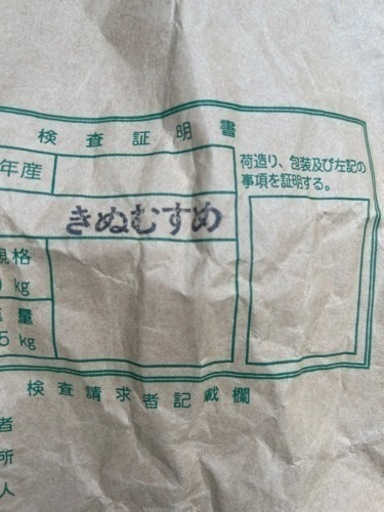 検査証明書
年産
荷造り、包装及び左記の
事項を証明する。
きぬむすめ
規格
kg
量
5 kg
検査請求者記載欄
者
所
人